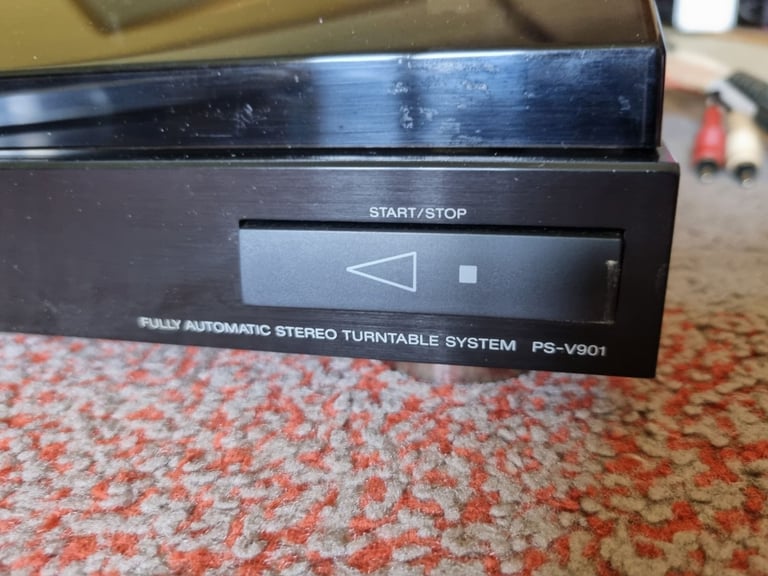 START/STOP
FULLY AUTOMATIC STEREO TURNTABLE SYSTEM PS-V901